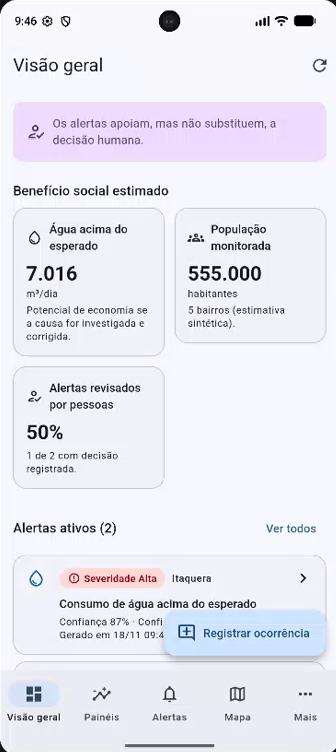 9:46
Visão geral
Os alertas apoiam, mas não substituem, a
decisão humana.
Benefício social estimado
Água acima do
esperado
7.016
m³/dia
Potencial de economia se
a causa for investigada e
corrigida.
População
monitorada
555.000
habitantes
5 bairros (estimativa
sintética).
Alertas revisados
por pessoas
50%
1 de 2 com decisão
registrada.
Alertas ativos (2)
Ver todos
Severidade Alta
Itaquera
Consumo de água acima do esperado
Confiança 87% · Confi
Gerado em 18/11 09:4
Registrar ocorrência
Visão geral
Painéis
Alertas
Mapa
Mais